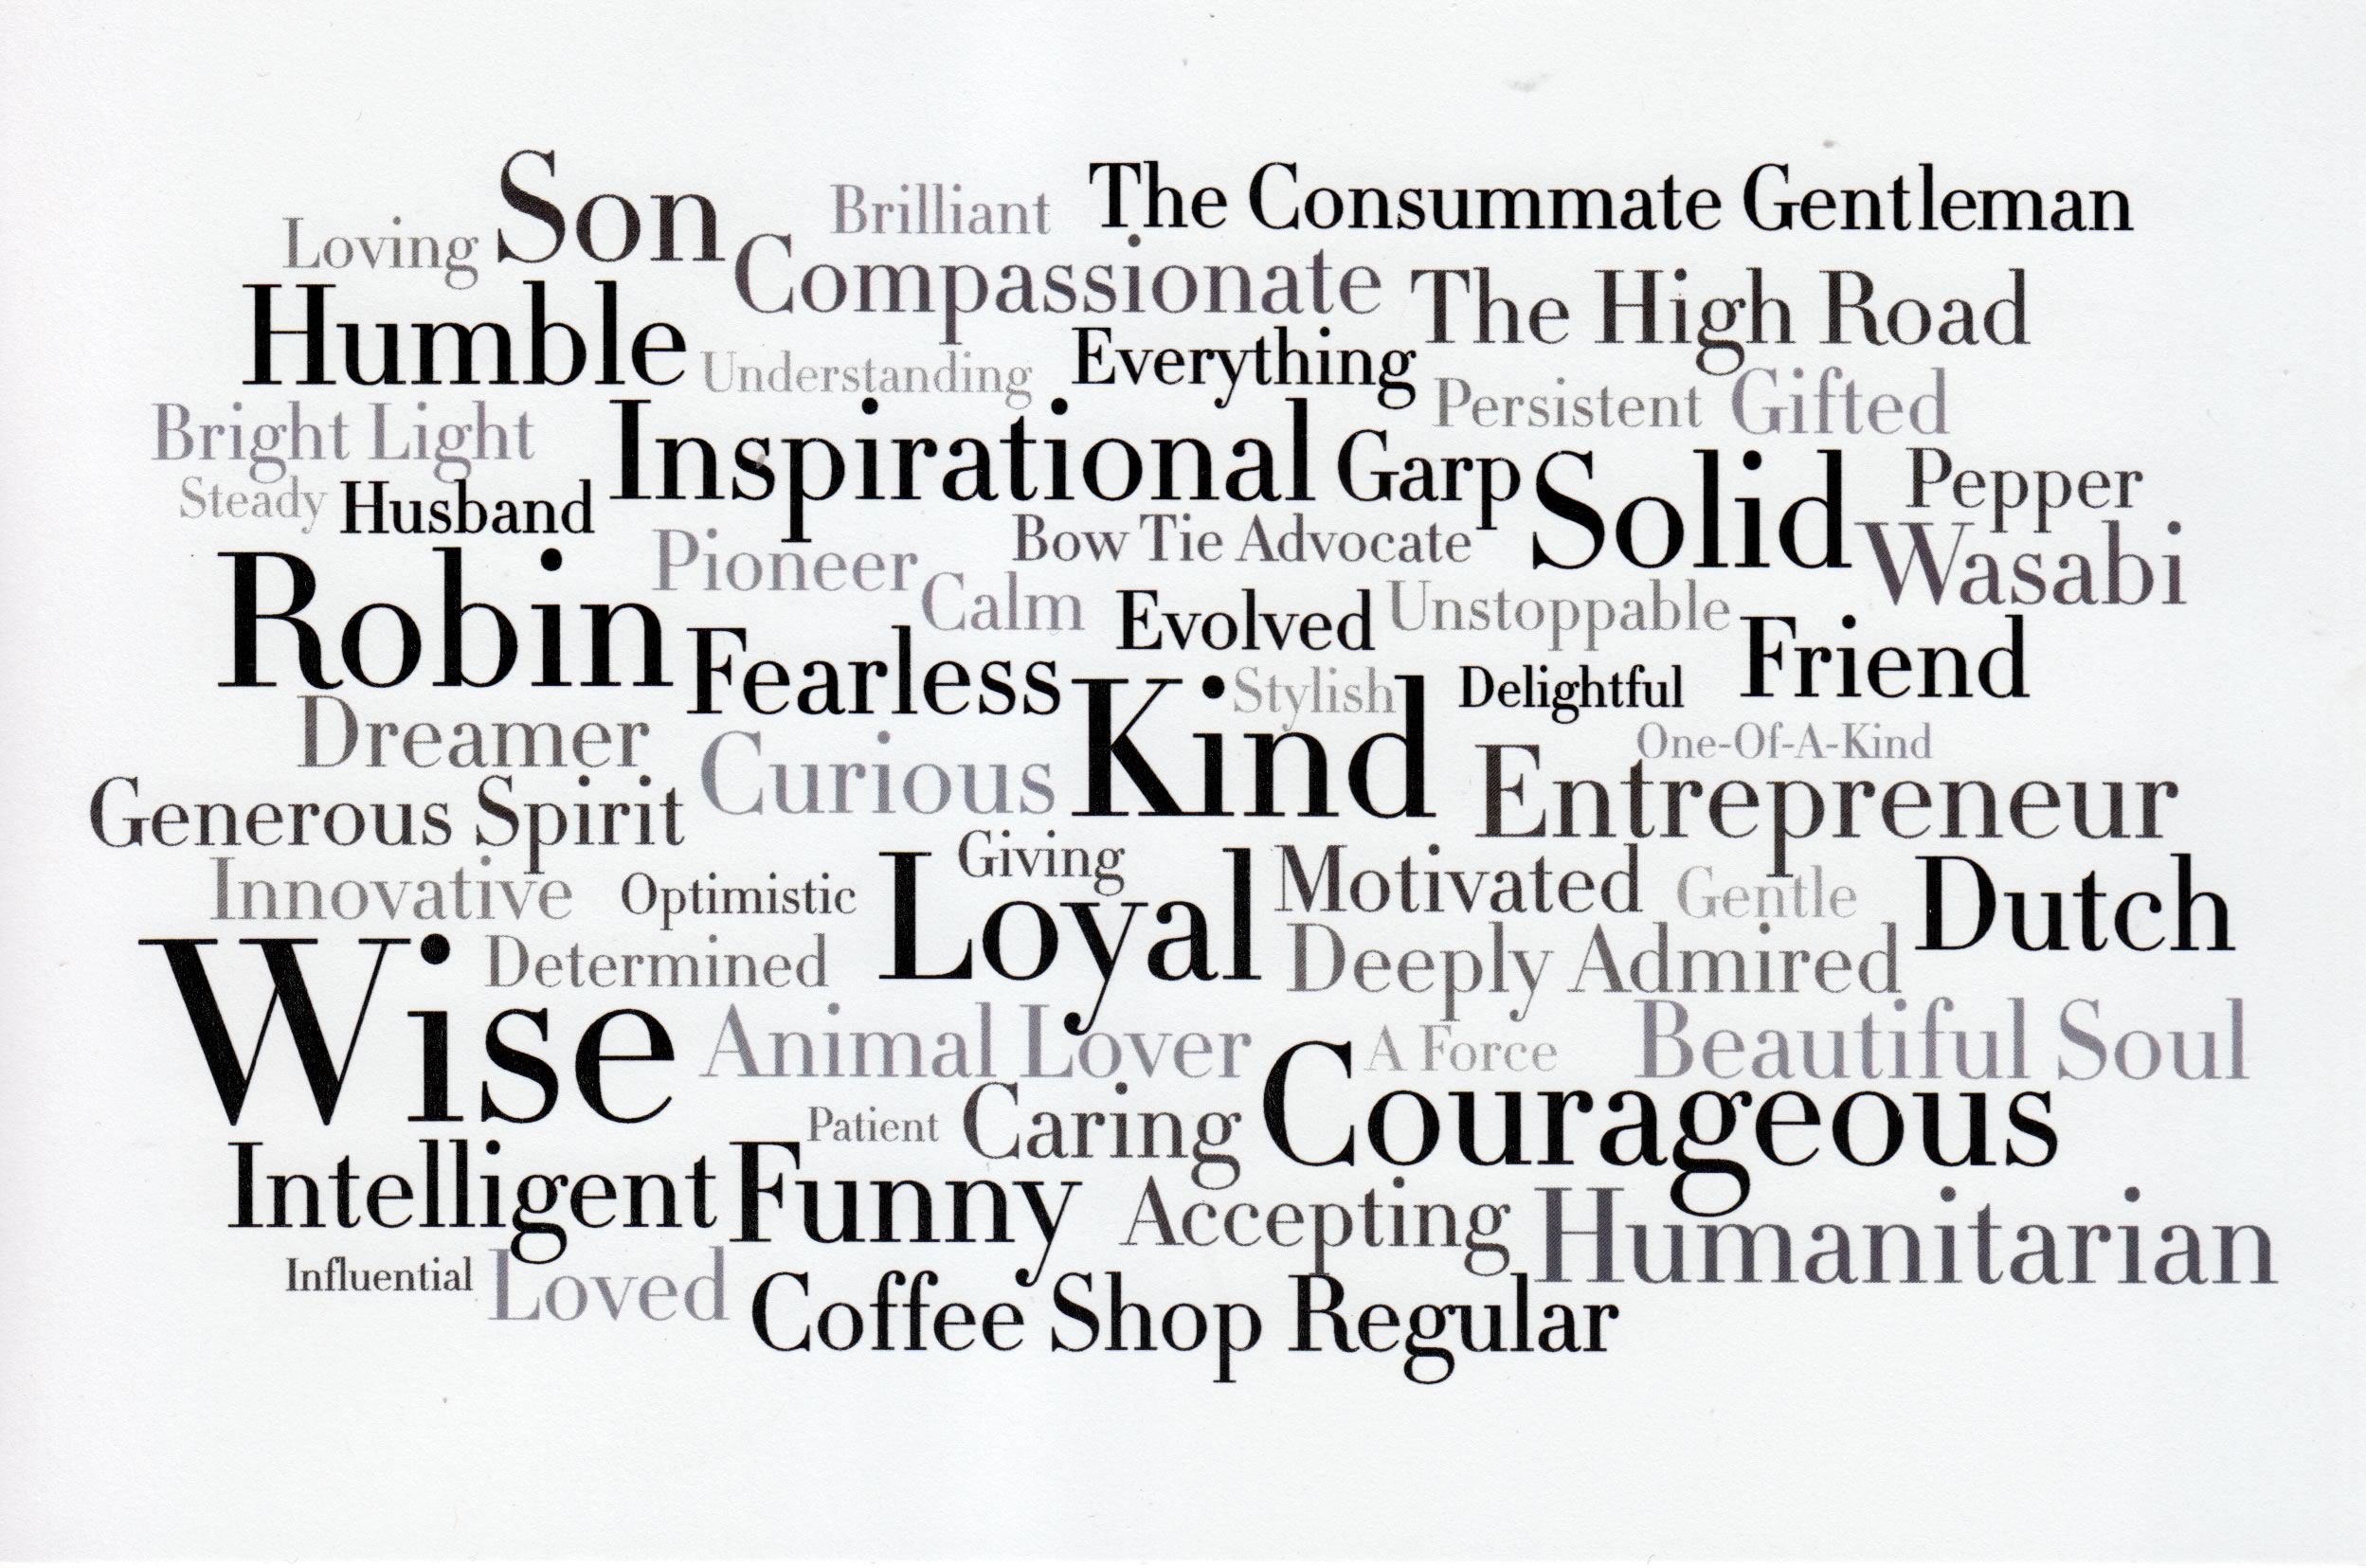 Loving Son Brilliant The Consummate Gentleman
Compassionate The High Road
Humble Understanding Everything
Persistent Gifted
Bright Light Inspirational Garp Solid Pepper
Steady Husband Bow Tie Advocate Wasabi
Robin Pioneer Calm Evolved Unstoppable Friend
Fearless Kind Stylish Delightful
Dreamer Curious One-Of-A-Kind
Generous Spirit Entrepreneur
Innovative Optimistic Loyal Giving Motivated Gentle Dutch
Wise Determined Deeply Admired
Animal Lover A Force Beautiful Soul
Patient Caring Courageous
Intelligent Funny Accepting Humanitarian
Influential Loved Coffee Shop Regular